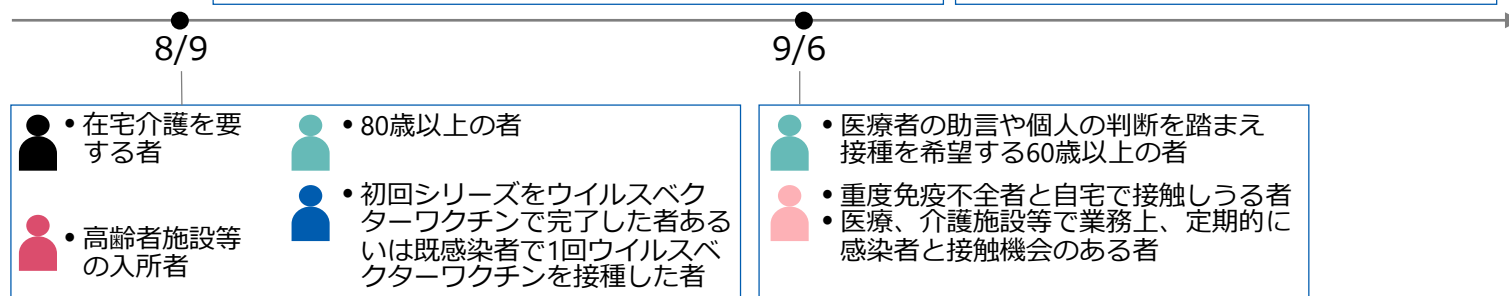 8/9
9/6
• 在宅介護を要
する者
• 高齢者施設等
の入所者
• 80歳以上の者
• 初回シリーズをウイルスベク
ターワクチンで完了した者ある
いは既感染者で1回ウイルスベ
クターワクチンを接種した者
• 医療者の助言や個人の判断を踏まえ
接種を希望する60歳以上の者
• 重度免疫不全者と自宅で接触しうる者
• 医療、介護施設等で業務上、定期的に
感染者と接触機会のある者